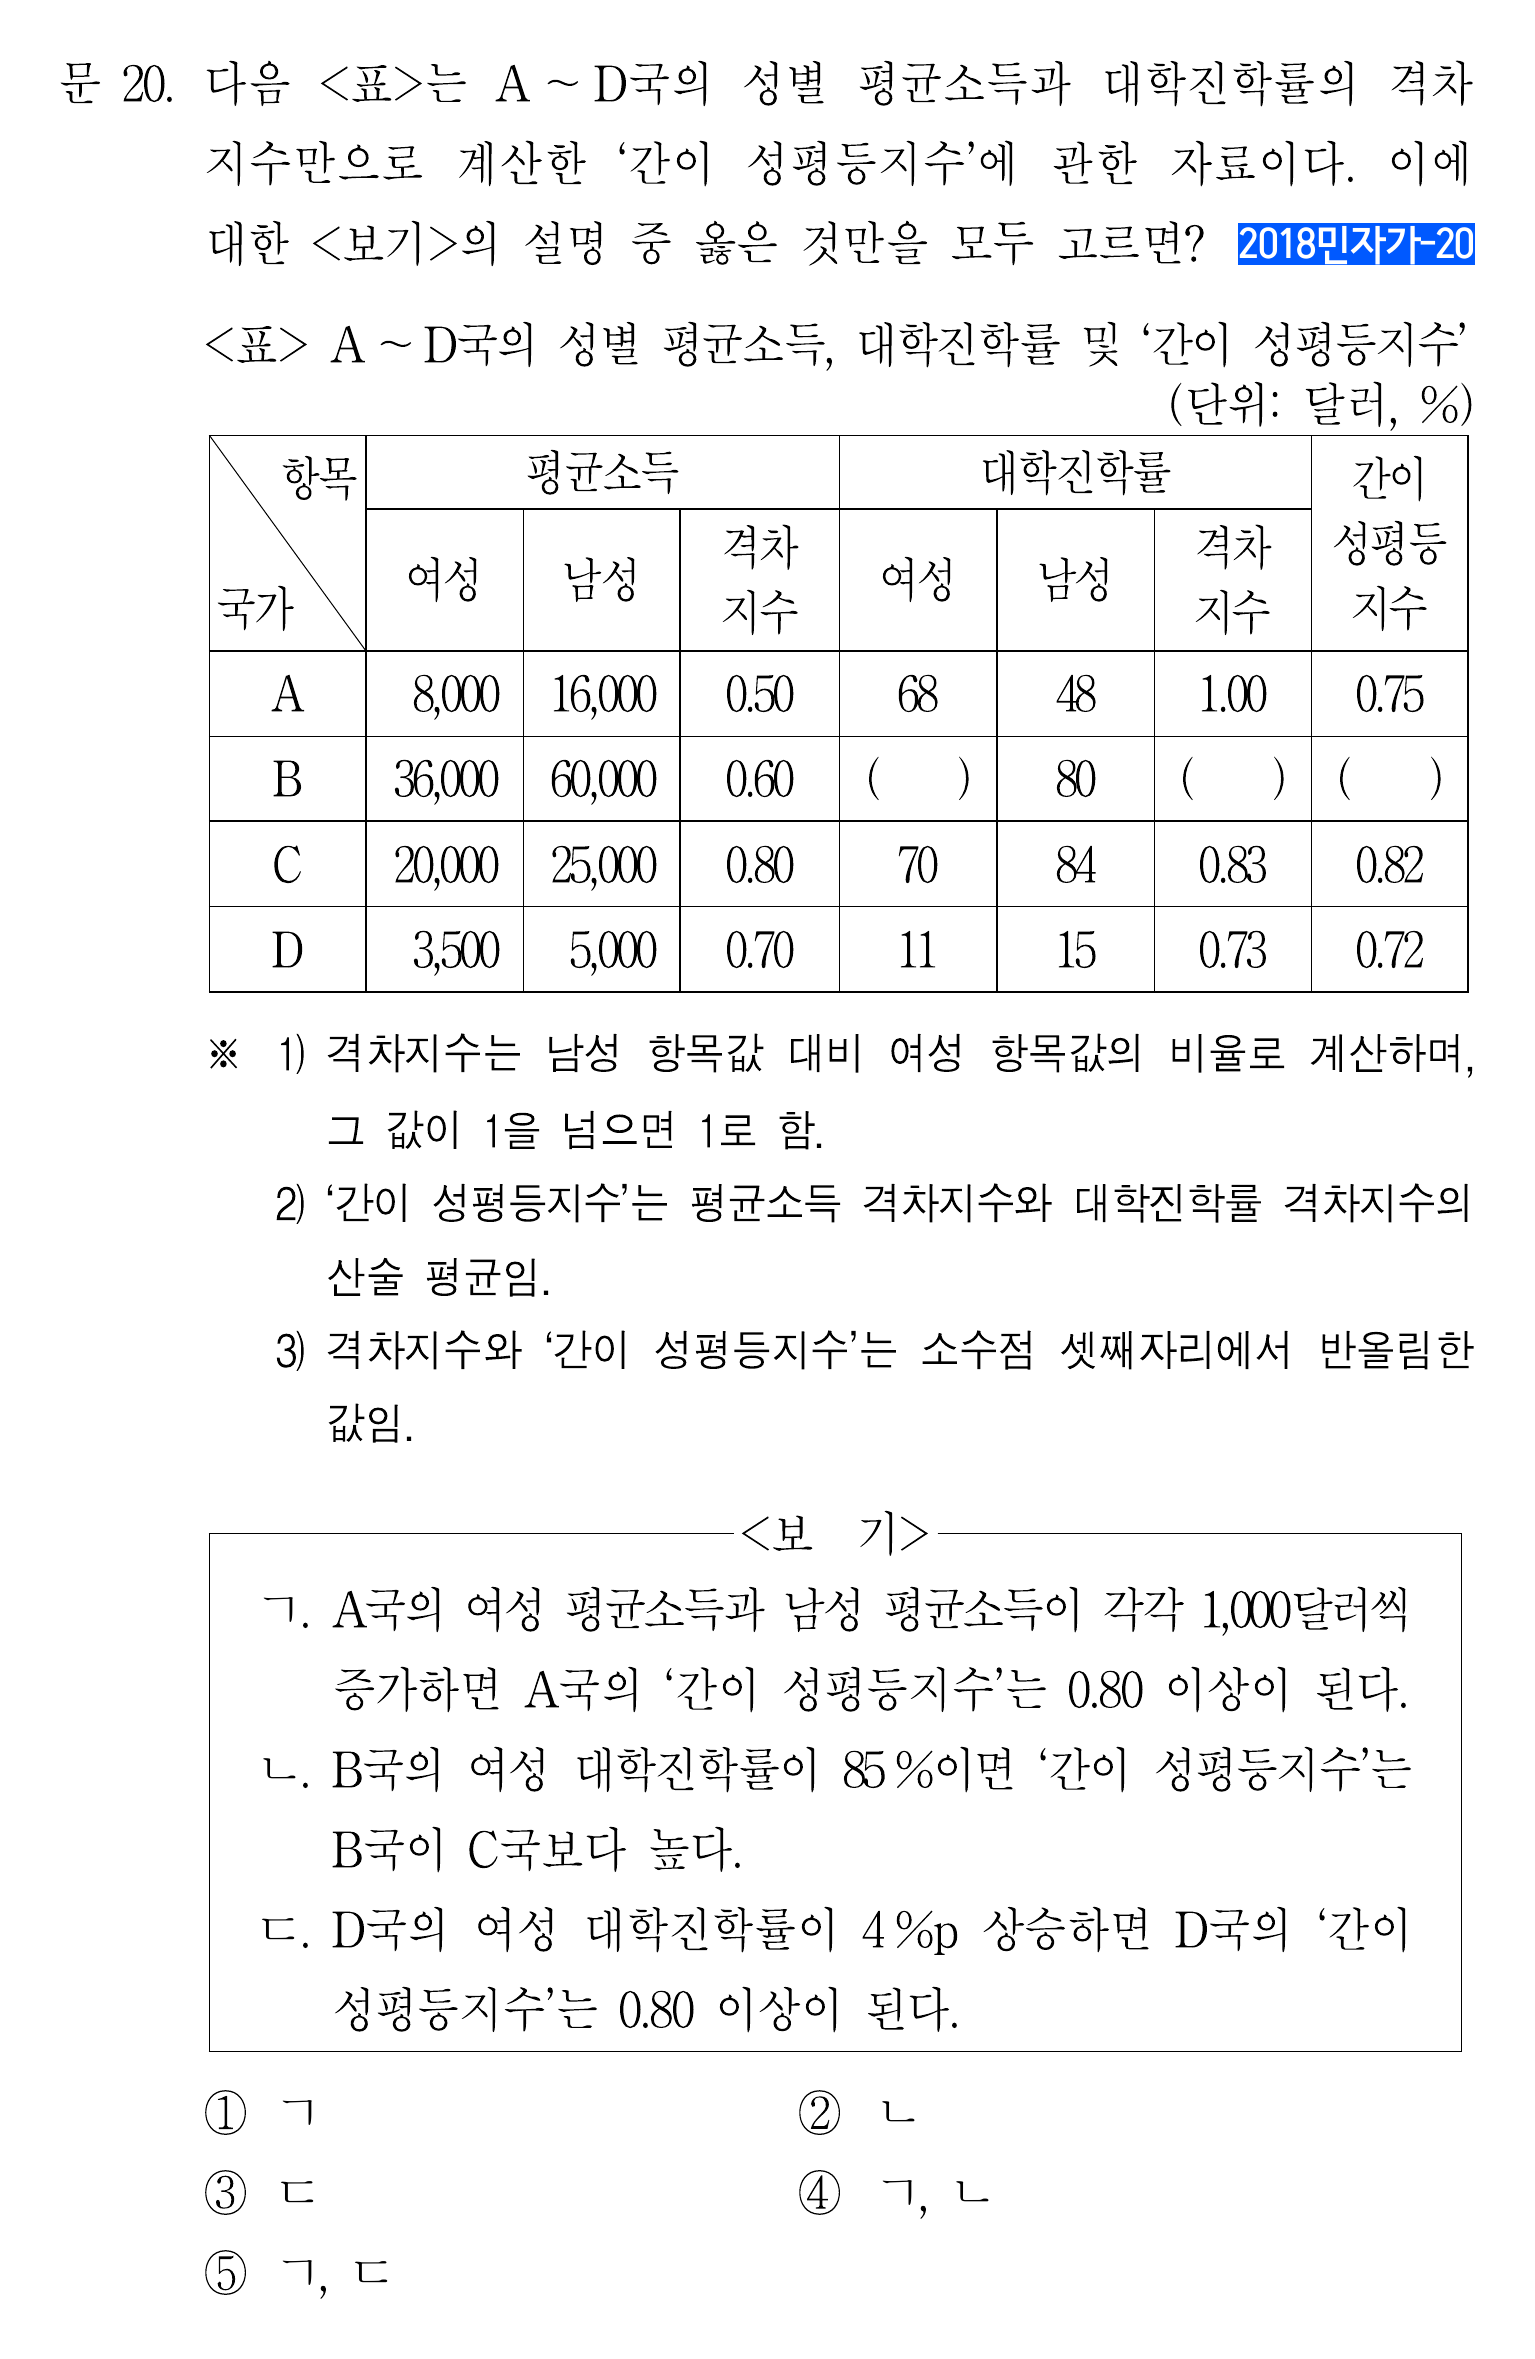 문 20. 다음 <표>는 A ~ D국의 성별 평균소득과 대학진학률의 격차
지수만으로 계산한 ‘간이 성평등지수’에 관한 자료이다. 이에
대한 <보기>의 설명 중 옳은 것만을 모두 고르면? 2018민자가-20
<표> A ~ D국의 성별 평균소득, 대학진학률 및 ‘간이 성평등지수’
(단위: 달러, %)
항목 평균소득 대학진학률 간이 성평등 지수
국가 여성 남성 격차 지수 여성 남성 격차 지수
A 8,000 16,000 0.50 68 48 1.00 0.75
B 36,000 60,000 0.60 ( ) 80 ( ) ( )
C 20,000 25,000 0.80 70 84 0.83 0.82
D 3,500 5,000 0.70 11 15 0.73 0.72
※ 1) 격차지수는 남성 항목값 대비 여성 항목값의 비율로 계산하며,
그 값이 1을 넘으면 1로 함.
2) ‘간이 성평등지수’는 평균소득 격차지수와 대학진학률 격차지수의
산술 평균임.
3) 격차지수와 ‘간이 성평등지수’는 소수점 셋째자리에서 반올림한
값임.
<보 기>
ㄱ. A국의 여성 평균소득과 남성 평균소득이 각각 1,000달러씩
증가하면 A국의 ‘간이 성평등지수’는 0.80 이상이 된다.
ㄴ. B국의 여성 대학진학률이 85%이면 ‘간이 성평등지수’는
B국이 C국보다 높다.
ㄷ. D국의 여성 대학진학률이 4%p 상승하면 D국의 ‘간이
성평등지수’는 0.80 이상이 된다.
① ㄱ ② ㄴ
③ ㄷ ④ ㄱ, ㄴ
⑤ ㄱ, ㄷ